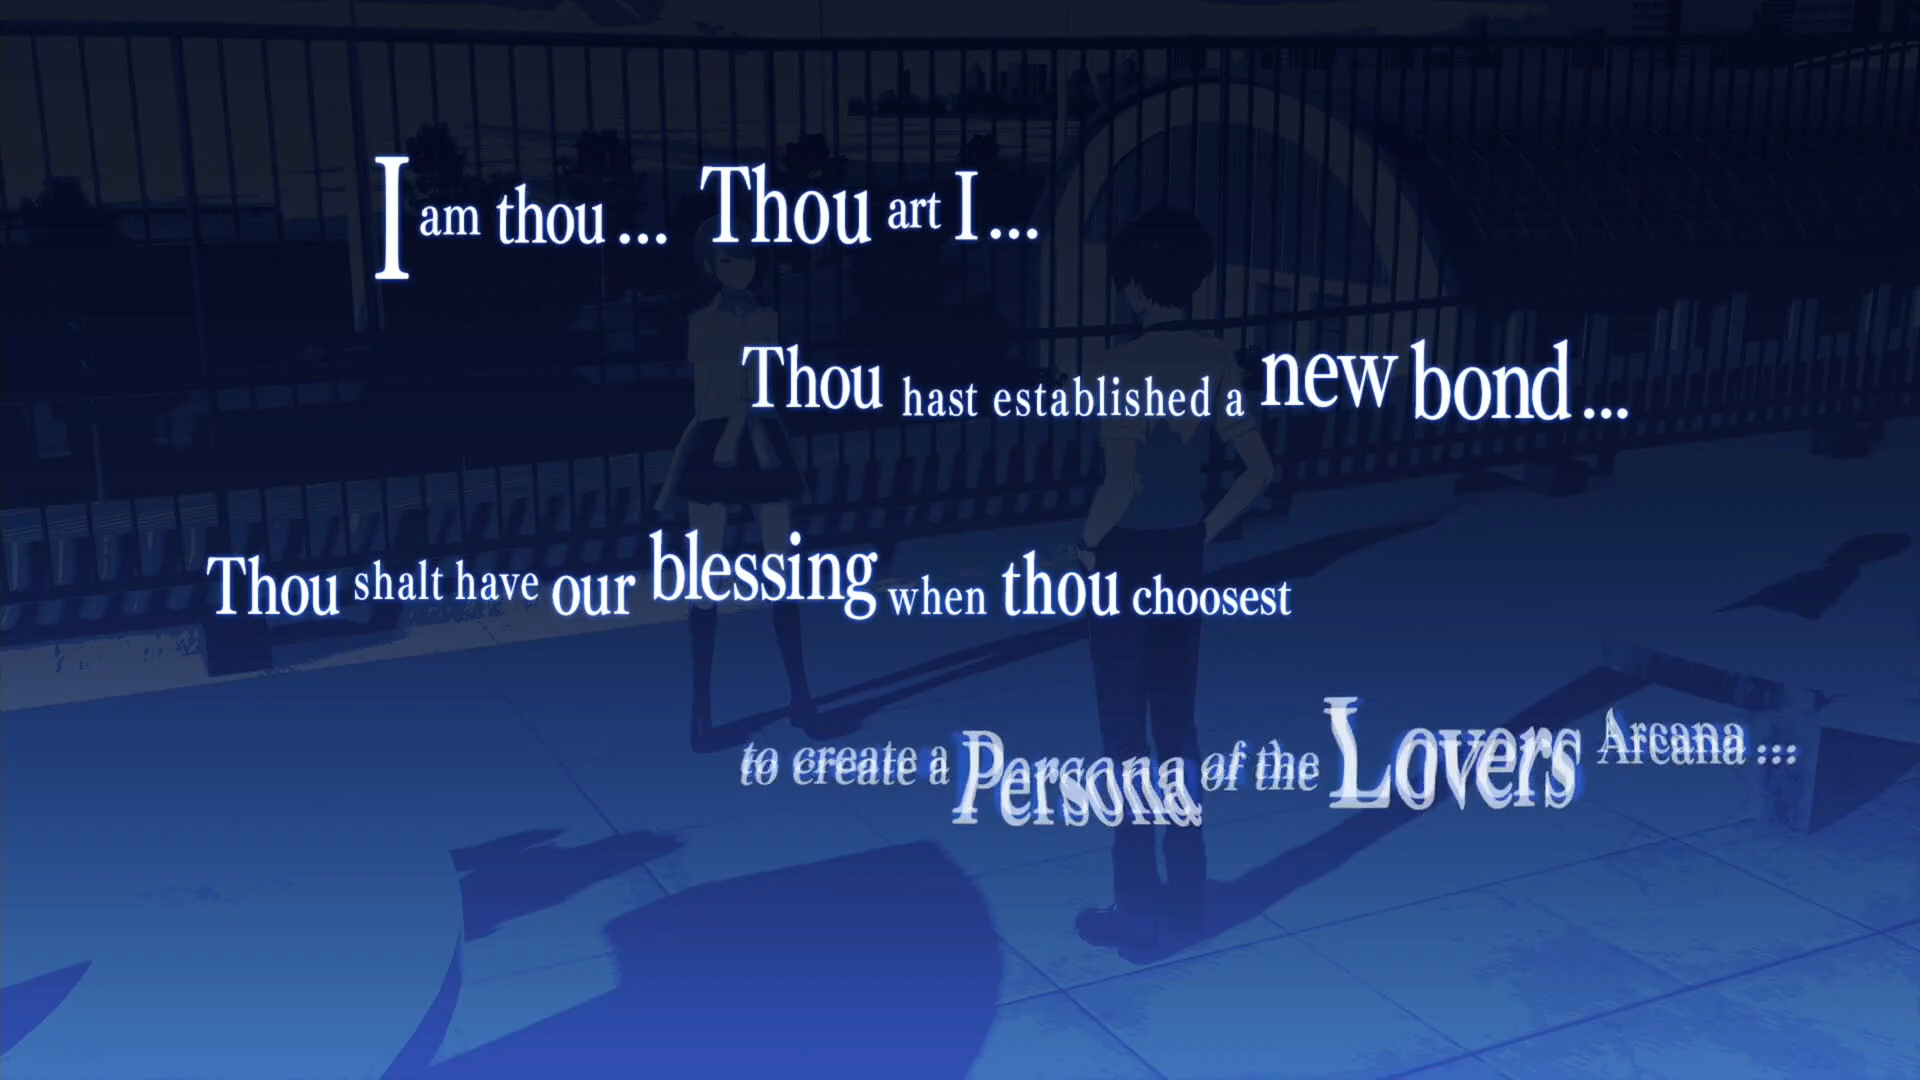 I am thou... Thou art I...
Thou hast established a new bond...
Thou shalt have our blessing when thou choosest
to create a Persona of the Lovers Arcana...